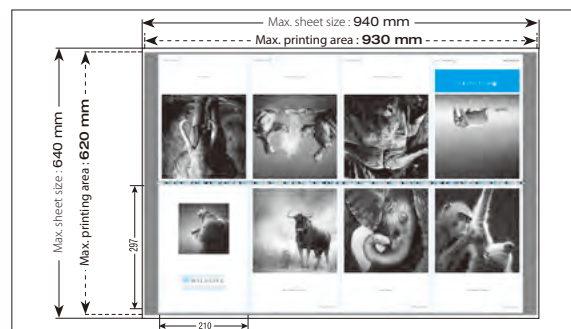 Max. sheet size : 940 mm
Max. printing area : 930 mm
Max. sheet size : 640 mm
Max. printing area : 620 mm
297
WILDLIFE
210